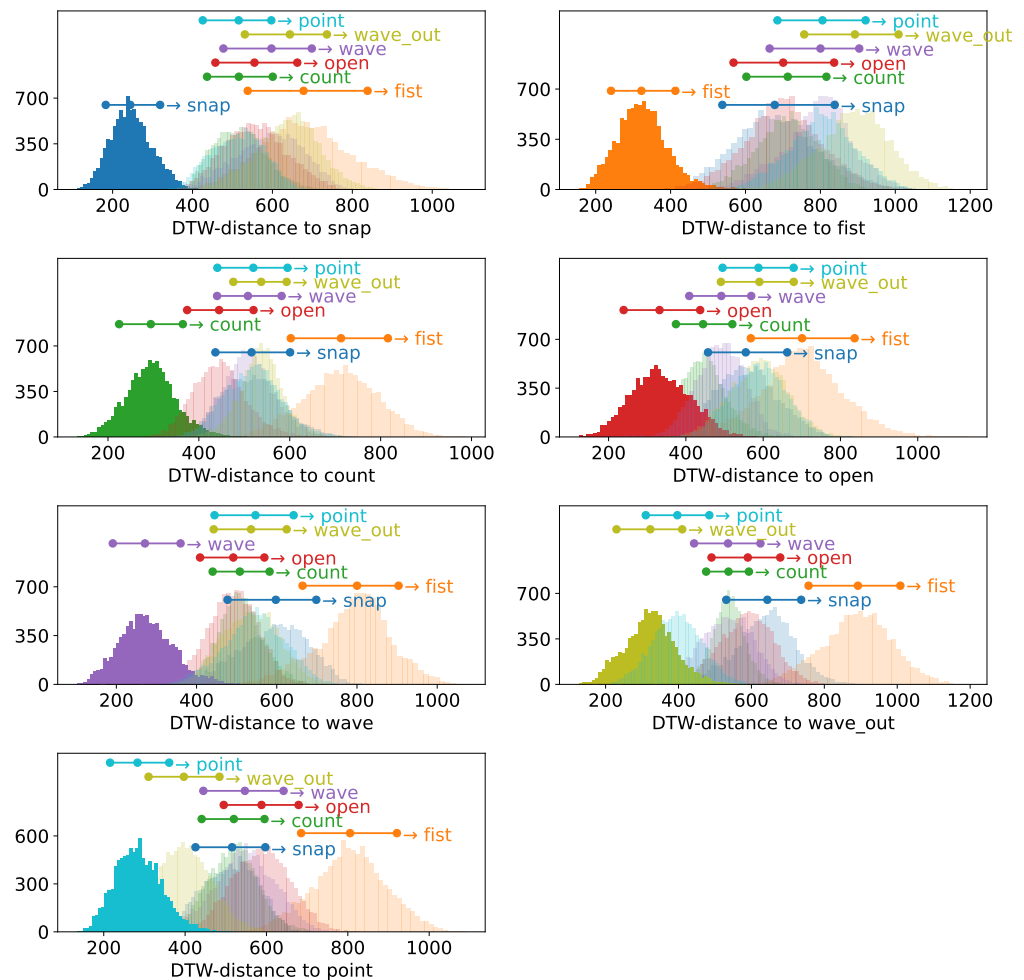 → point
→ wave_out
→ wave
→ open
→ count
→ fist
→ snap
700
350
0
200 400 600 800 1000
DTW-distance to snap
→ point
→ wave_out
→ wave
→ open
→ count
→ fist
→ snap
700
350
0
200 400 600 800 1000 1200
DTW-distance to fist
→ point
→ wave_out
→ wave
→ open
→ count
→ fist
→ snap
700
350
0
200 400 600 800 1000
DTW-distance to count
→ point
→ wave_out
→ wave
→ open
→ count
→ fist
→ snap
700
350
0
200 400 600 800 1000
DTW-distance to open
→ point
→ wave_out
→ wave
→ open
→ count
→ fist
→ snap
700
350
0
200 400 600 800 1000
DTW-distance to wave
→ point
→ wave_out
→ wave
→ open
→ count
→ fist
→ snap
700
350
0
200 400 600 800 1000 1200
DTW-distance to wave_out
→ point
→ wave_out
→ wave
→ open
→ count
→ fist
→ snap
600
300
0
200 400 600 800 1000
DTW-distance to point